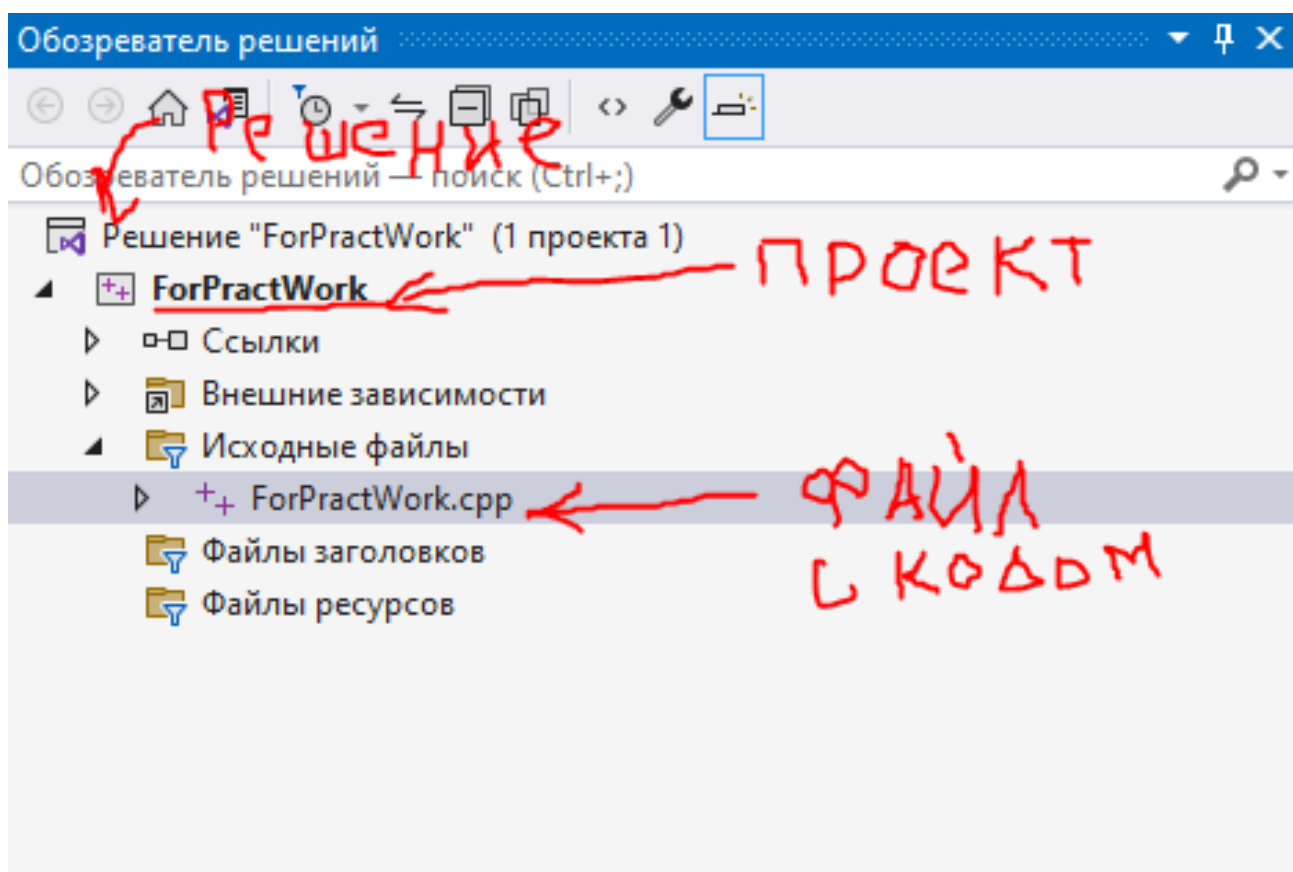 Обозреватель решений
Решение
Обозреватель решений — поиск (Ctrl+;)
Решение "ForPractWork" (1 проекта 1)
ПРОЕКТ
ForPractWork
Ссылки
Внешние зависимости
Исходные файлы
ForPractWork.cpp
ФАЙЛ
С КОДОМ
Файлы заголовков
Файлы ресурсов